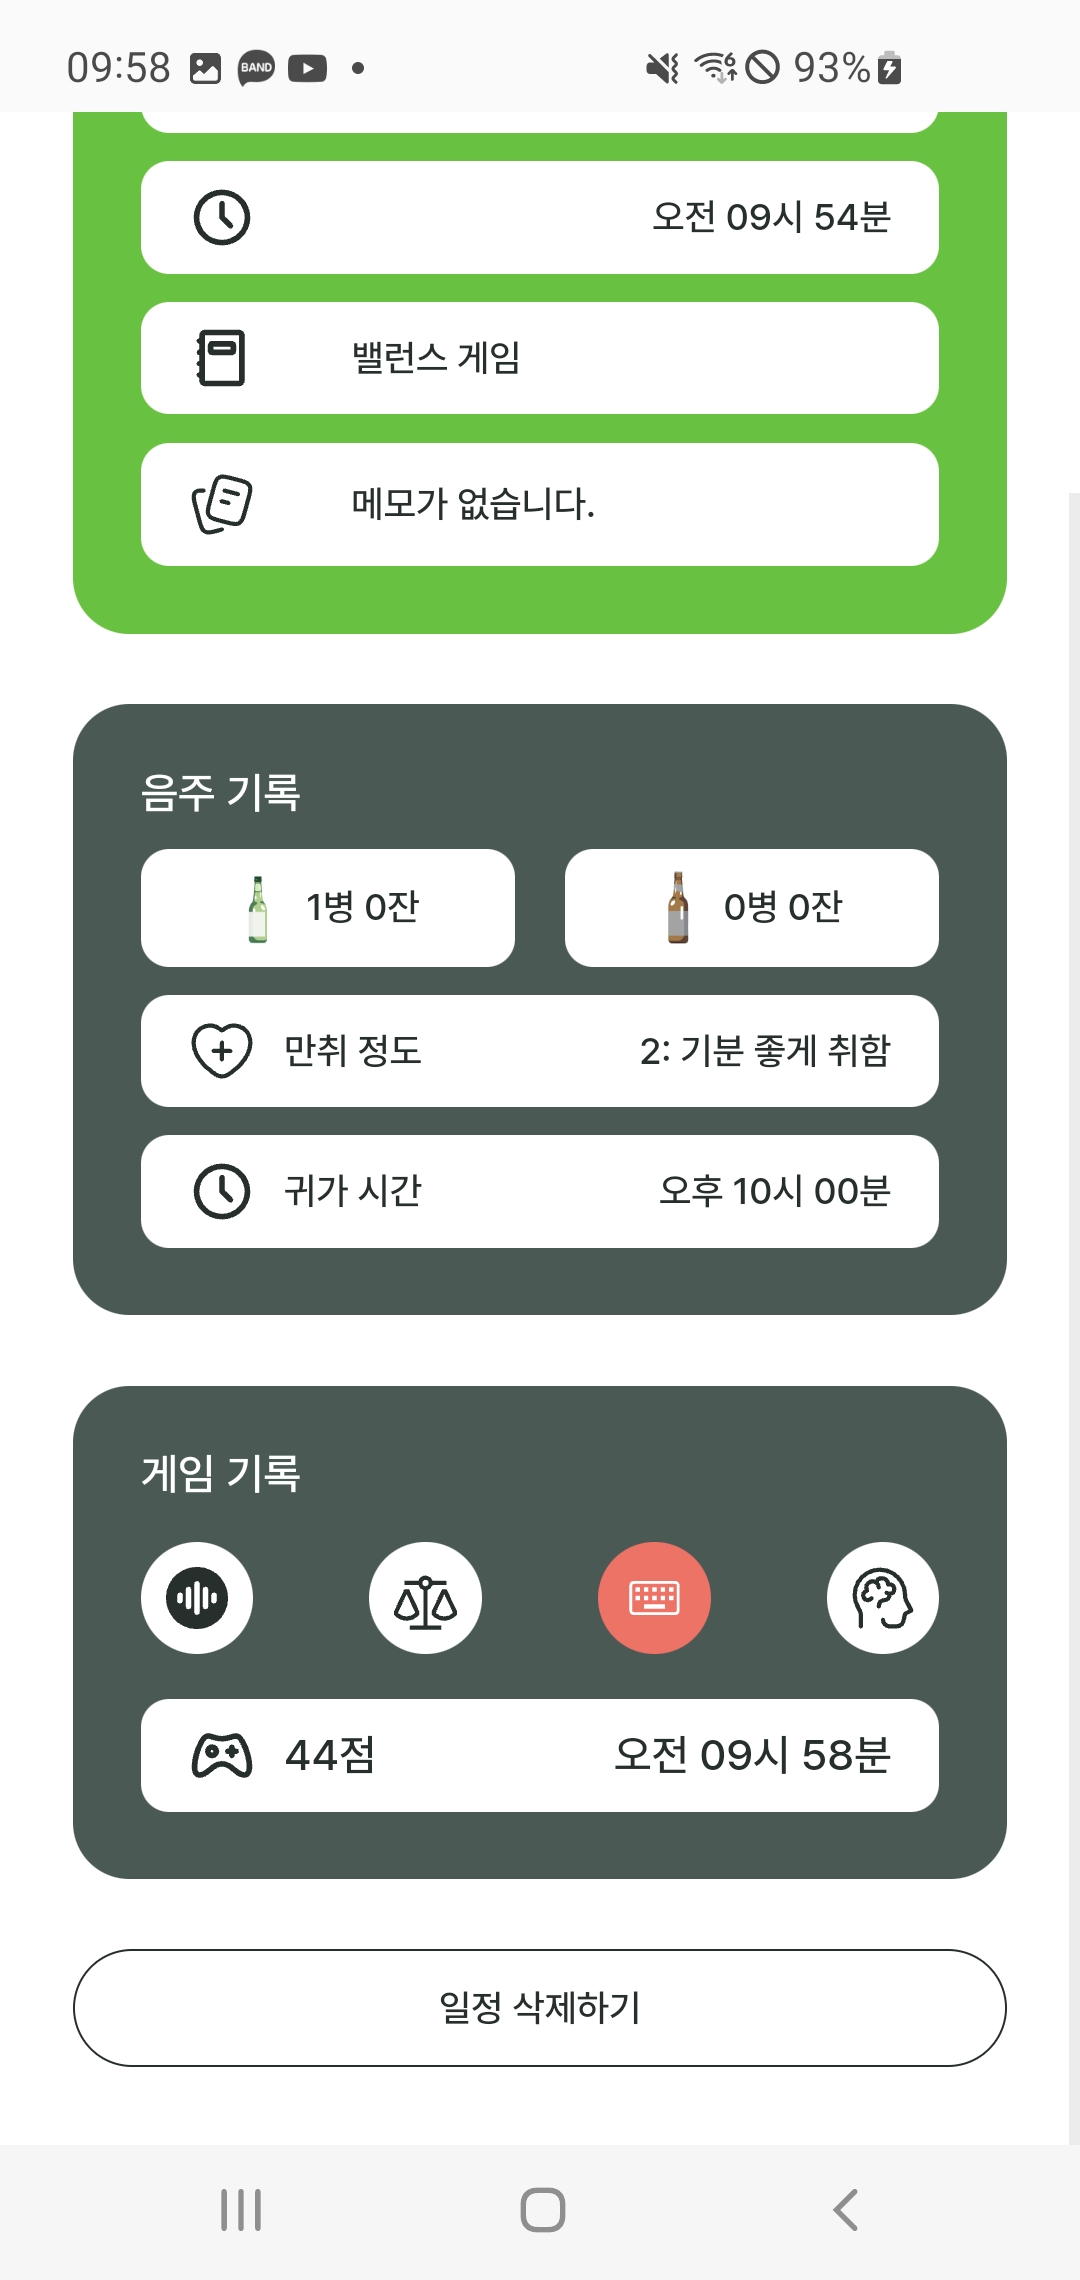 09:58 BAND 6 93%
오전 09시 54분
밸런스 게임
메모가 없습니다.
음주 기록
1병 0잔 0병 0잔
만취 정도 2: 기분 좋게 취함
귀가 시간 오후 10시 00분
게임 기록
44점 오전 09시 58분
일정 삭제하기